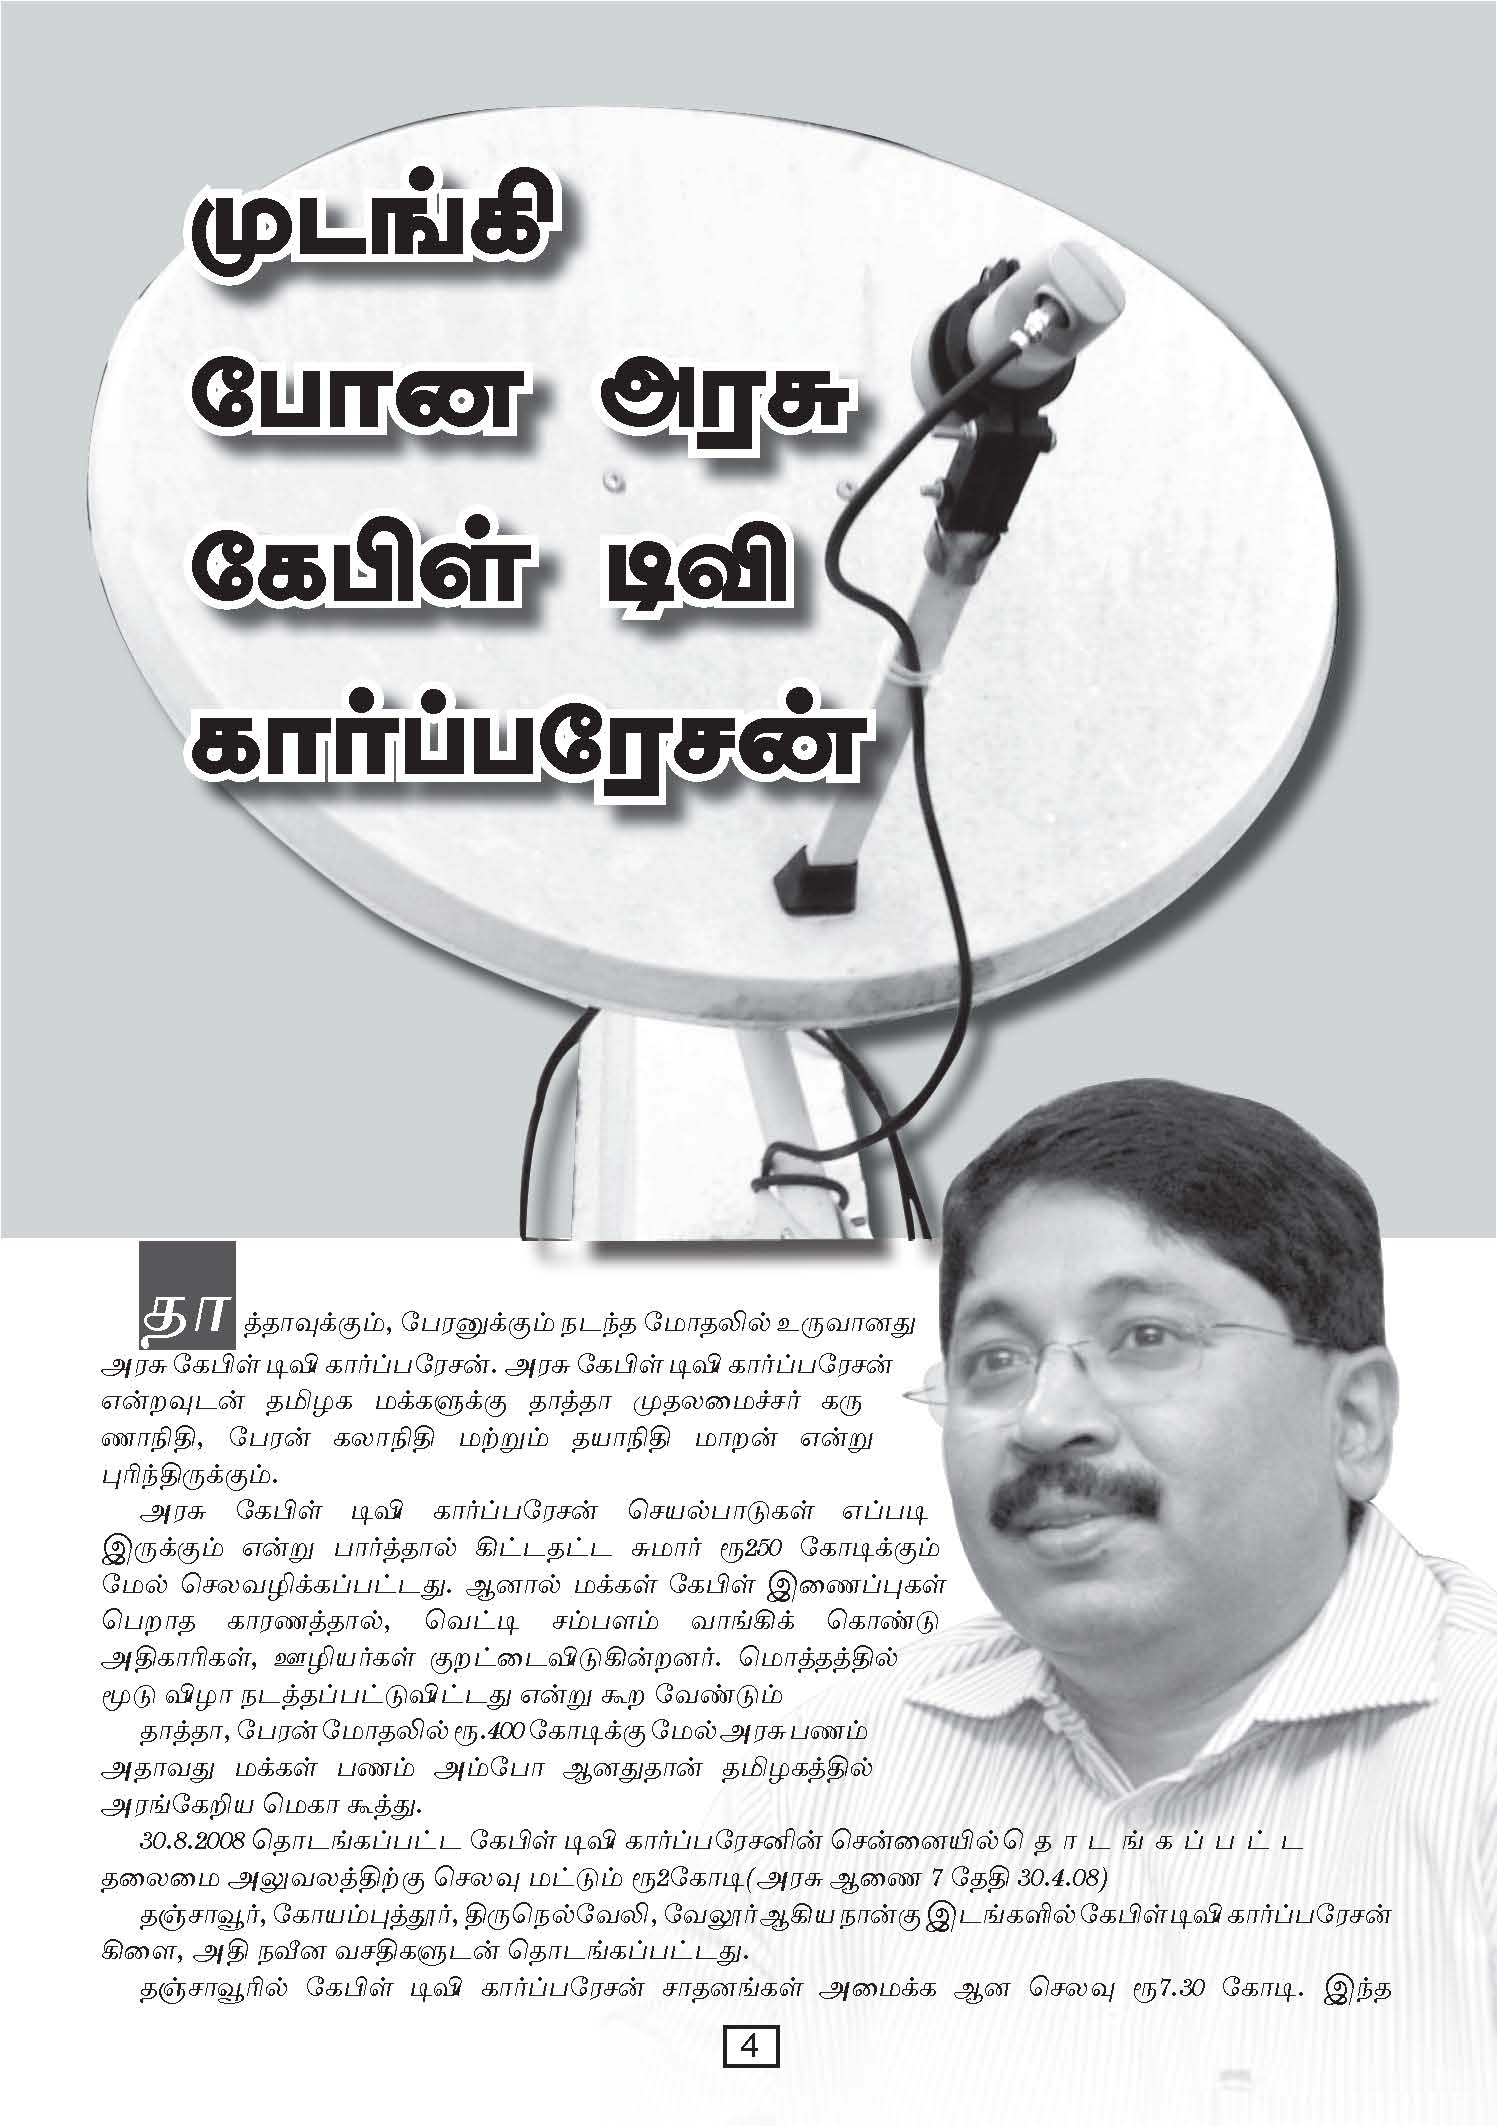 முடங்கி
போன அரசு
கேபிள் டிவி
கார்ப்பரேசன்
தாத்தாவுக்கும், பேரனுக்கும் நடந்த மோதலில் உருவானது
அரசு கேபிள் டிவி கார்ப்பரேசன். அரசு கேபிள் டிவி கார்ப்பரேசன்
என்றவுடன் தமிழக மக்களுக்கு தாத்தா முதலமைச்சர் கரு
ணாநிதி, பேரன் கலாநிதி மற்றும் தயாநிதி மாறன் என்று
புரிந்திருக்கும்.
அரசு கேபிள் டிவி கார்ப்பரேசன் செயல்பாடுகள் எப்படி
இருக்கும் என்று பார்த்தால் கிட்டதட்ட சுமார் ரூ250 கோடிக்கும்
மேல் செலவழிக்கப்பட்டது. ஆனால் மக்கள் கேபிள் இணைப்புகள்
பெறாத காரணத்தால், வெட்டி சம்பளம் வாங்கிக் கொண்டு
அதிகாரிகள், ஊழியர்கள் குறட்டைவிடுகின்றனர். மொத்தத்தில்
மூடு விழா நடத்தப்பட்டுவிட்டது என்று கூற வேண்டும்
தாத்தா, பேரன் மோதலில் ரூ.400 கோடிக்கு மேல் அரசு பணம்
அதாவது மக்கள் பணம் அம்போ ஆனதுதான் தமிழகத்தில்
அரங்கேறிய மெகா கூத்து.
30.8.2008 தொடங்கப்பட்ட கேபிள் டிவி கார்ப்பரேசனின் சென்னையில் தொடங்கப்பட்ட
தலைமை அலுவலத்திற்கு செலவு மட்டும் ரூ2கோடி(அரசு ஆணை 7 தேதி 30.4.08)
தஞ்சாவூர், கோயம்புத்தூர், திருநெல்வேலி, வேலூர் ஆகிய நான்கு இடங்களில் கேபிள் டிவி கார்ப்பரேசன்
கிளை, அதி நவீன வசதிகளுடன் தொடங்கப்பட்டது.
தஞ்சாவூரில் கேபிள் டிவி கார்ப்பரேசன் சாதனங்கள் அமைக்க ஆன செலவு ரூ7.30 கோடி. இந்த
4